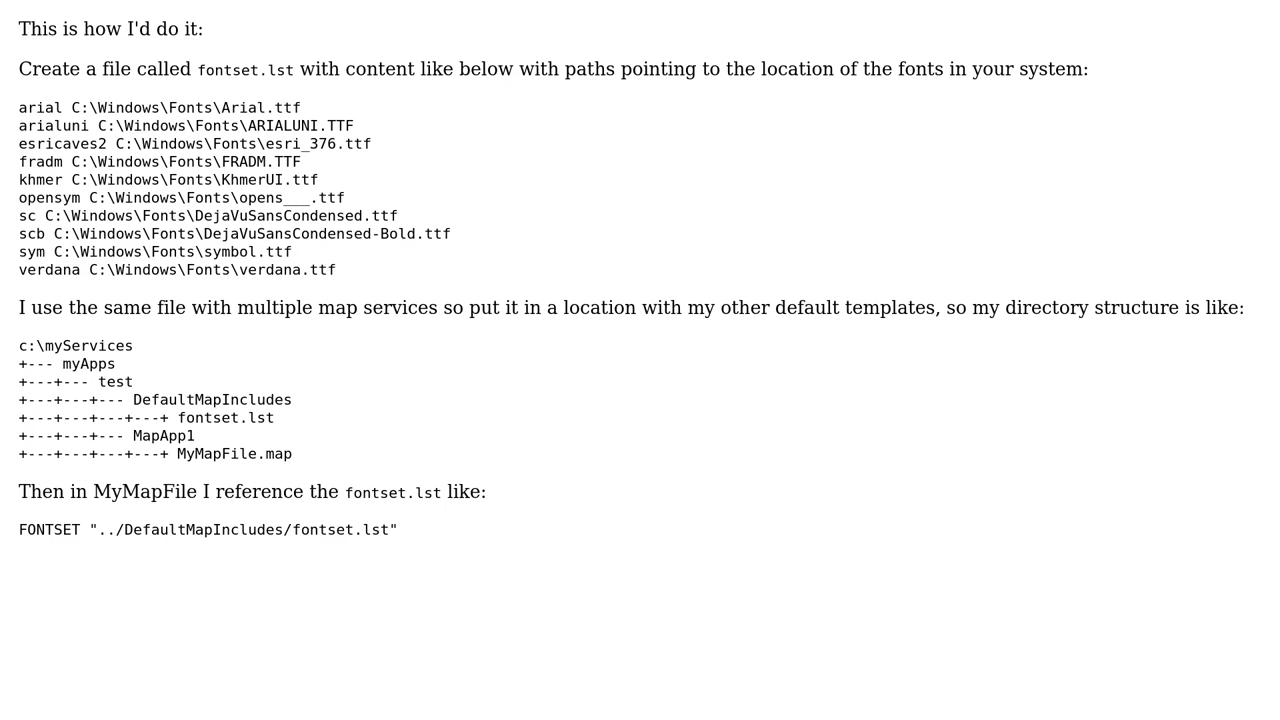 This is how I'd do it:
Create a file called fontset.lst with content like below with paths pointing to the location of the fonts in your system:
arial C:\Windows\Fonts\Arial.ttf
arialuni C:\Windows\Fonts\ARIALUNI.TTF
esricaves2 C:\Windows\Fonts\esri_376.ttf
fradm C:\Windows\Fonts\FRADM.TTF
khmer C:\Windows\Fonts\KhmerUI.ttf
opensym C:\Windows\Fonts\opens___.ttf
sc C:\Windows\Fonts\DejaVuSansCondensed.ttf
scb C:\Windows\Fonts\DejaVuSansCondensed-Bold.ttf
sym C:\Windows\Fonts\symbol.ttf
verdana C:\Windows\Fonts\verdana.ttf
I use the same file with multiple map services so put it in a location with my other default templates, so my directory structure is like:
c:\myServices
+--- myApps
+---+--- test
+---+---+--- DefaultMapIncludes
+---+---+---+---+ fontset.lst
+---+---+--- MapApp1
+---+---+---+---+ MyMapFile.map
Then in MyMapFile I reference the fontset.lst like:
FONTSET "../DefaultMapIncludes/fontset.lst"